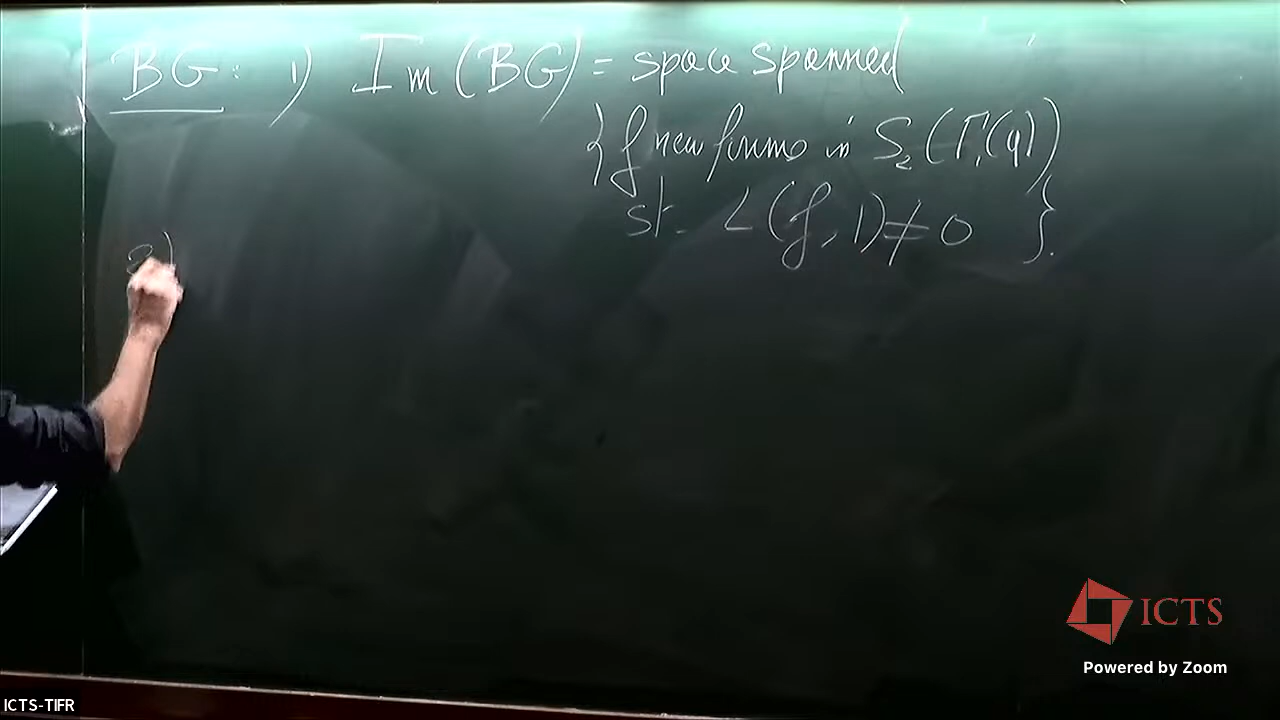 BG : 1) Im (BG) = space spanned
{ f new forms in S₂ (Γ₁(q))
st. L(f, 1) ≠ 0 }.
2)
ICTS
Powered by Zoom
ICTS-TIFR